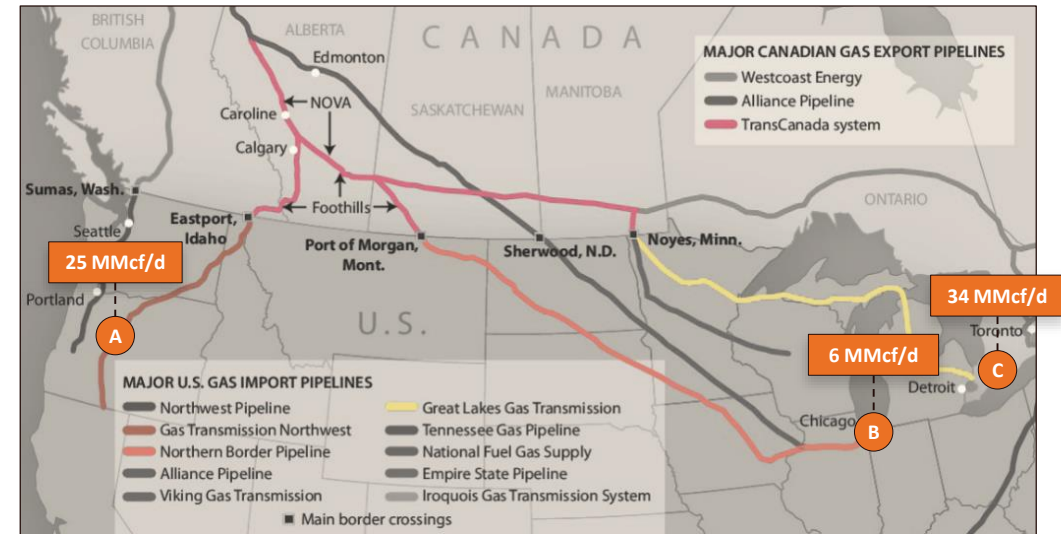 BRITISH
COLUMBIA
ALBERTA
CANADA
Edmonton
SASKATCHEWAN
MANITOBA
NOVA
Caroline
Calgary
MAJOR CANADIAN GAS EXPORT PIPELINES
Westcoast Energy
Alliance Pipeline
TransCanada system
ONTARIO
Sumas, Wash.
Seattle
Eastport,
Idaho
Foothills
Port of Morgan,
Mont.
Sherwood, N.D.
Noyes, Minn.
25 MMcf/d
Portland
A
U.S.
34 MMcf/d
Toronto
6 MMcf/d
C
Detroit
Chicago
B
MAJOR U.S. GAS IMPORT PIPELINES
Northwest Pipeline
Gas Transmission Northwest
Northern Border Pipeline
Alliance Pipeline
Viking Gas Transmission
Great Lakes Gas Transmission
Tennessee Gas Pipeline
National Fuel Gas Supply
Empire State Pipeline
Iroquois Gas Transmission System
Main border crossings